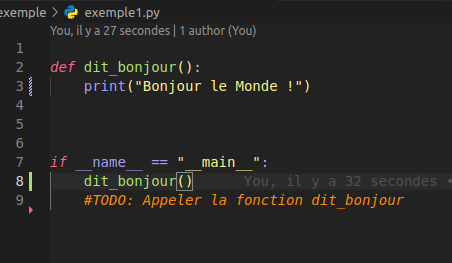 exemple > exemple1.py
You, il y a 27 secondes | 1 author (You)
1
2 def dit_bonjour():
3 print("Bonjour le Monde !")
4
5
6
7 if __name__ == "__main__":
8 dit_bonjour() You, il y a 32 secondes •
9 #TODO: Appeler la fonction dit_bonjour